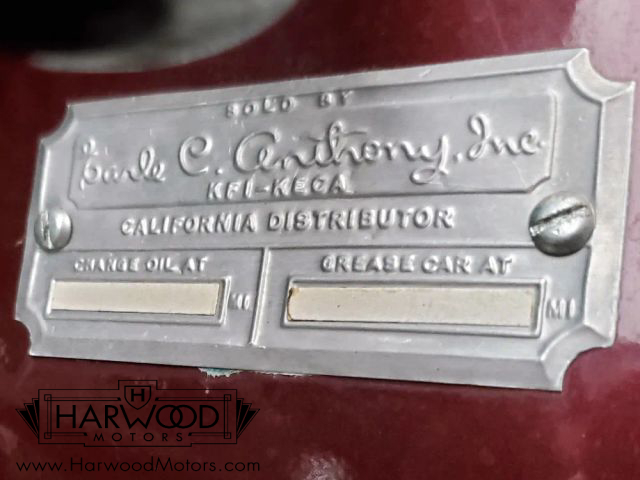 SOLD BY
Earle C. Anthony, Inc.
KFI-KECA
CALIFORNIA DISTRIBUTOR
CHANGE OIL AT
MI
GREASE CAR AT
MI
H
HARWOOD
MOTORS
www.HarwoodMotors.com